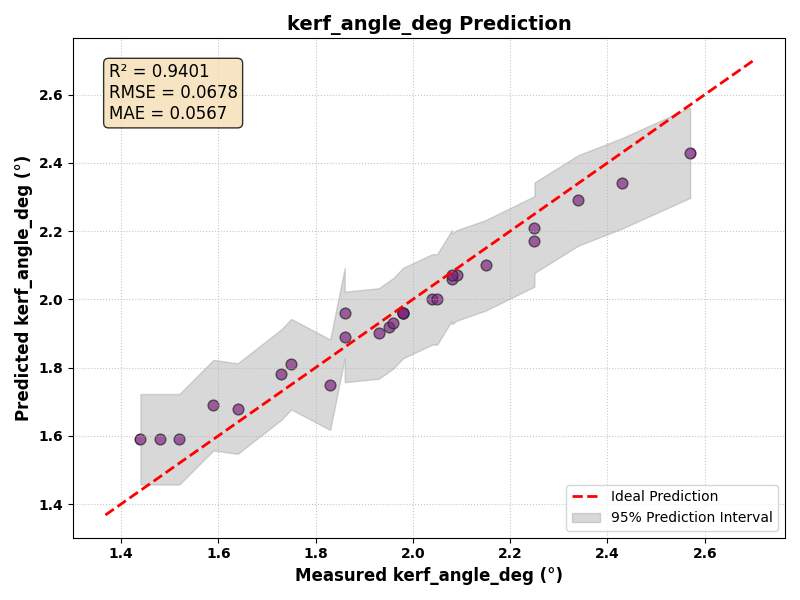 kerf_angle_deg Prediction
R² = 0.9401
RMSE = 0.0678
MAE = 0.0567
Predicted kerf_angle_deg (°)
2.6
2.4
2.2
2.0
1.8
1.6
1.4
Ideal Prediction
95% Prediction Interval
1.4 1.6 1.8 2.0 2.2 2.4 2.6
Measured kerf_angle_deg (°)